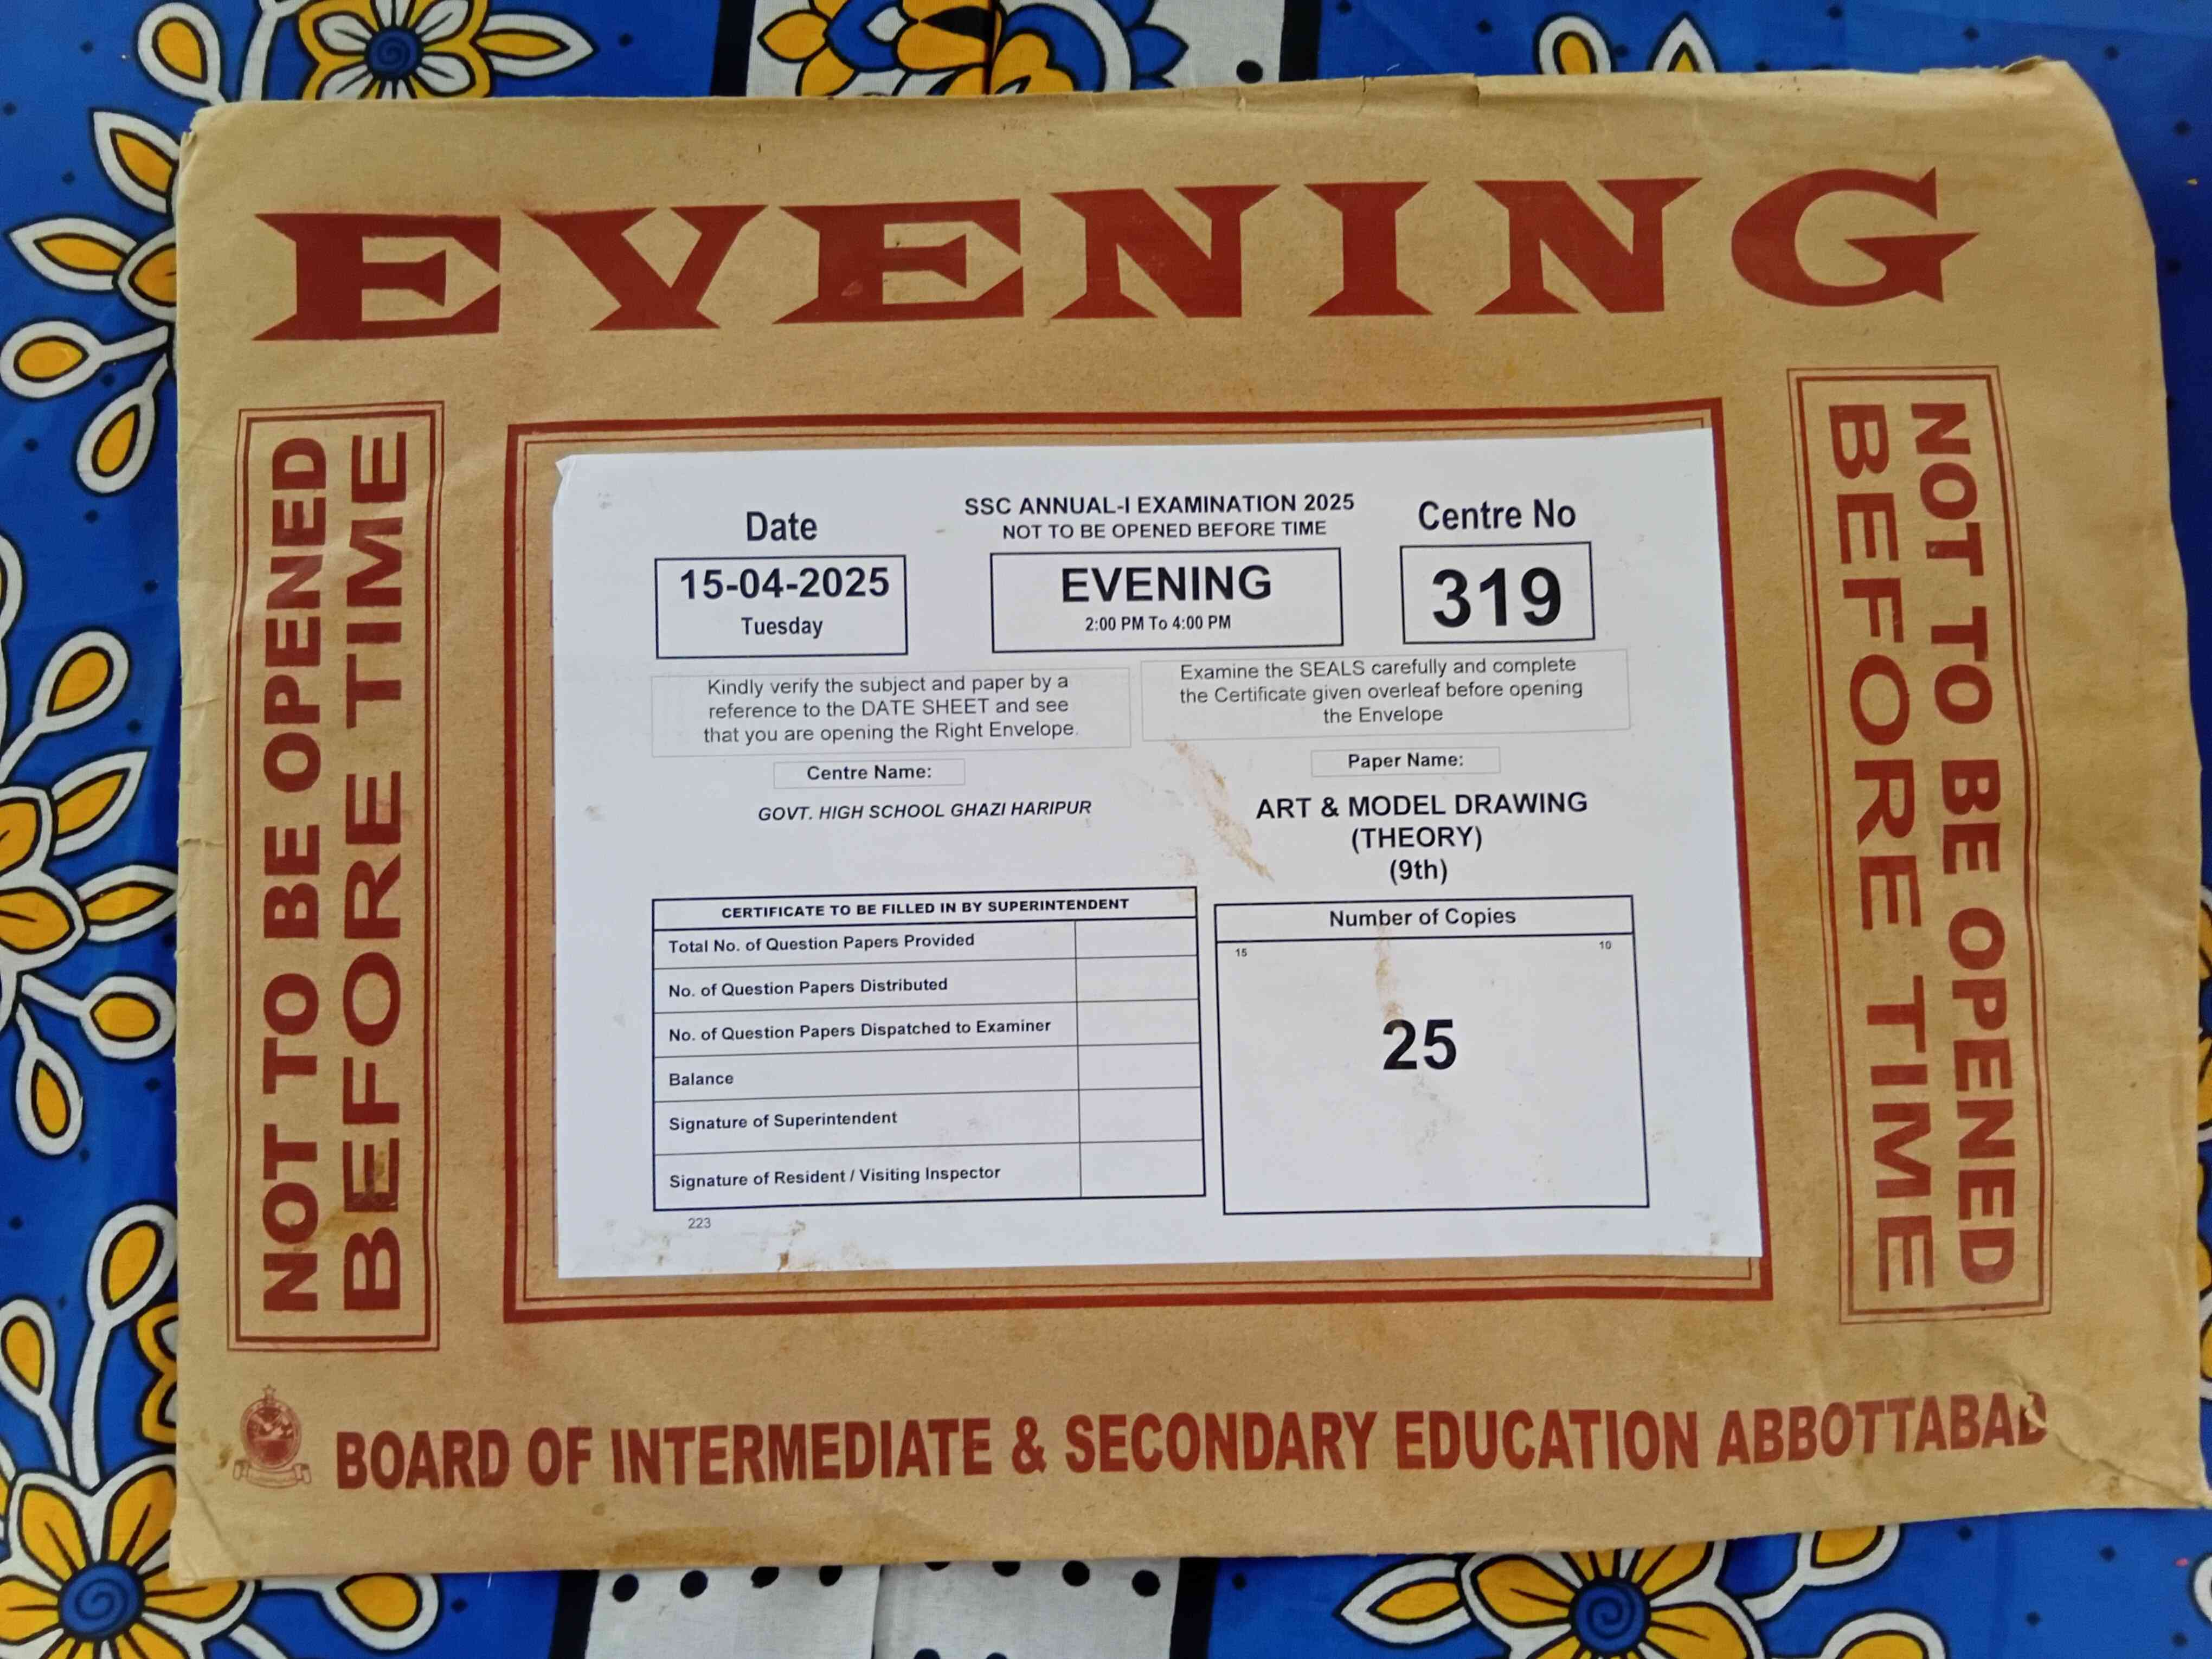 EVENING
NOT TO BE OPENED
BEFORE TIME
Date
15-04-2025
Tuesday
SSC ANNUAL-I EXAMINATION 2025
NOT TO BE OPENED BEFORE TIME
EVENING
2:00 PM To 4:00 PM
Centre No
319
Kindly verify the subject and paper by a
reference to the DATE SHEET and see
that you are opening the Right Envelope.
Examine the SEALS carefully and complete
the Certificate given overleaf before opening
the Envelope
Centre Name:
GOVT. HIGH SCHOOL GHAZI HARIPUR
Paper Name:
ART & MODEL DRAWING
(THEORY)
(9th)
CERTIFICATE TO BE FILLED IN BY SUPERINTENDENT
Total No. of Question Papers Provided
No. of Question Papers Distributed
No. of Question Papers Dispatched to Examiner
Balance
Signature of Superintendent
Signature of Resident / Visiting Inspector
223
Number of Copies
15 10
25
NOT TO BE OPENED
BEFORE TIME
BOARD OF INTERMEDIATE & SECONDARY EDUCATION ABBOTTABAD